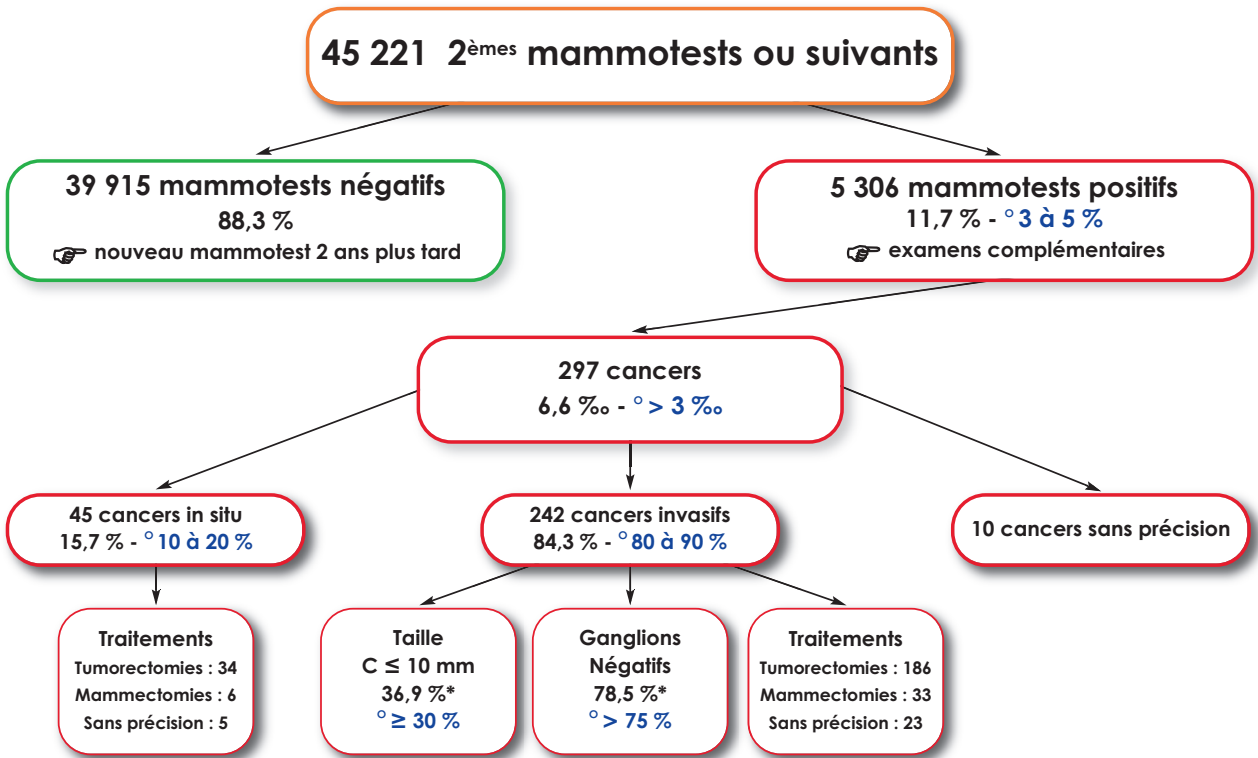 45 221 2èmes mammotests ou suivants
39 915 mammotests négatifs
88,3 %
☞ nouveau mammotest 2 ans plus tard
5 306 mammotests positifs
11,7 % - ° 3 à 5 %
☞ examens complémentaires
297 cancers
6,6 ‰ - ° > 3 ‰
45 cancers in situ
15,7 % - ° 10 à 20 %
242 cancers invasifs
84,3 % - ° 80 à 90 %
10 cancers sans précision
Traitements
Tumorectomies : 34
Mammectomies : 6
Sans précision : 5
Taille
C ≤ 10 mm
36,9 %*
° ≥ 30 %
Ganglions
Négatifs
78,5 %*
° > 75 %
Traitements
Tumorectomies : 186
Mammectomies : 33
Sans précision : 23